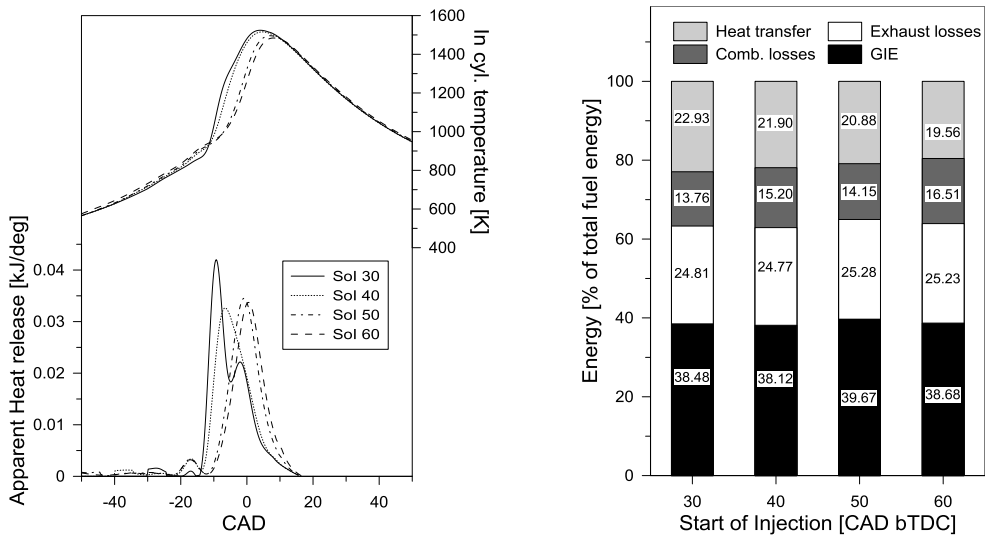 1600
1400
1200
1000
800
600
400
In cyl. temperature [K]
Apparent Heat release [kJ/deg]
0.04
0.03
0.02
0.01
0
SoI 30
SoI 40
SoI 50
SoI 60
-40 -20 0 20 40
CAD
Heat transfer Exhaust losses
Comb. losses GIE
Energy [% of total fuel energy]
100
80
60
40
20
0
22.93 21.90 20.88 19.56
13.76 15.20 14.15 16.51
24.81 24.77 25.28 25.23
38.48 38.12 39.67 38.68
30 40 50 60
Start of Injection [CAD bTDC]